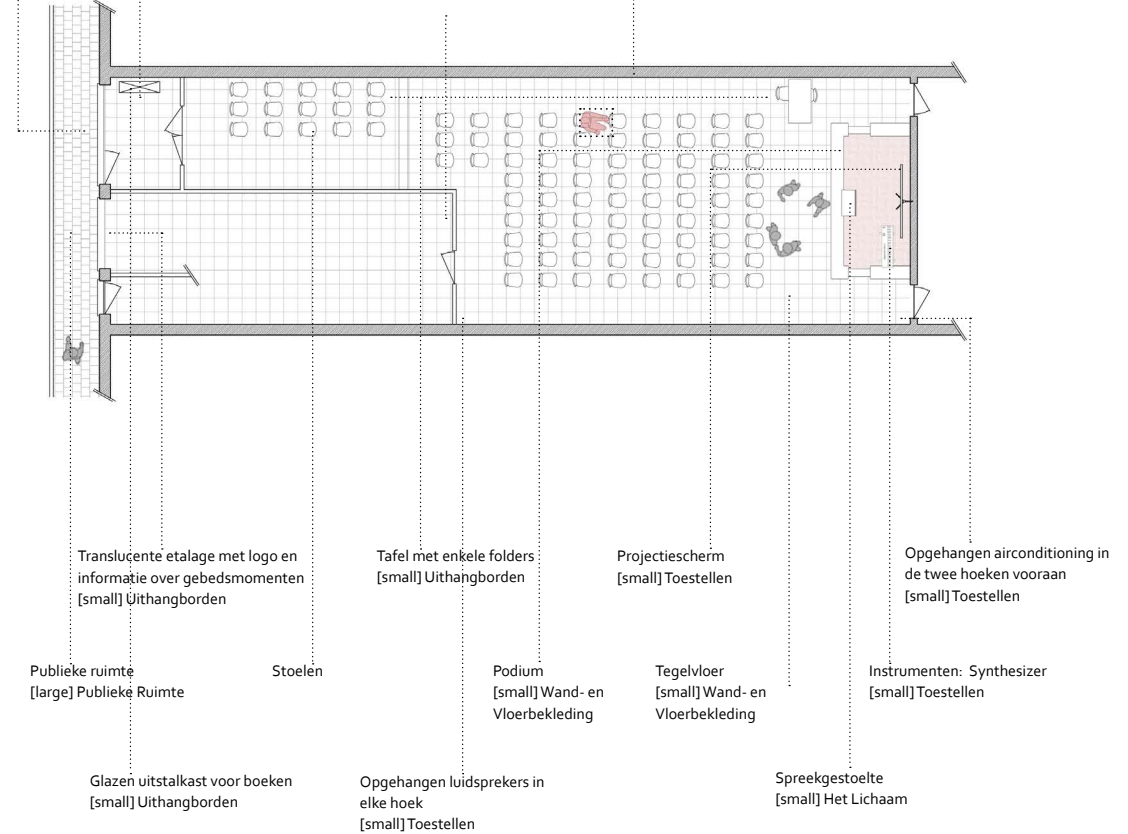 Translucente etalage met logo en
informatie over gebedsmomenten
[small] Uithangborden
Tafel met enkele folders
[small] Uithangborden
Projectiescherm
[small] Toestellen
Opgehangen airconditioning in
de twee hoeken vooraan
[small] Toestellen
Publieke ruimte
[large] Publieke Ruimte
Stoelen
Podium
[small] Wand- en
Vloerbekleding
Tegelvloer
[small] Wand- en
Vloerbekleding
Instrumenten: Synthesizer
[small] Toestellen
Glazen uitstalkast voor boeken
[small] Uithangborden
Opgehangen luidsprekers in
elke hoek
[small] Toestellen
Spreekgestoelte
[small] Het Lichaam